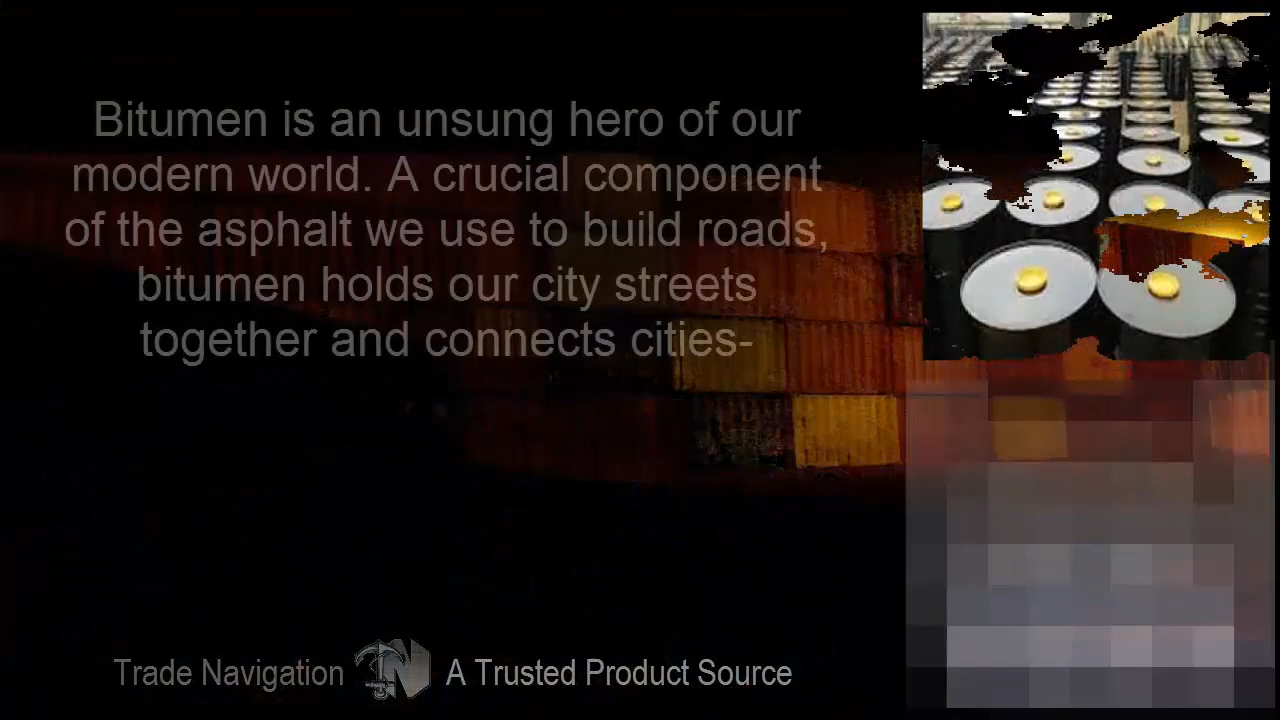 Bitumen is an unsung hero of our
modern world. A crucial component
of the asphalt we use to build roads,
bitumen holds our city streets
together and connects cities-
Trade Navigation A Trusted Product Source